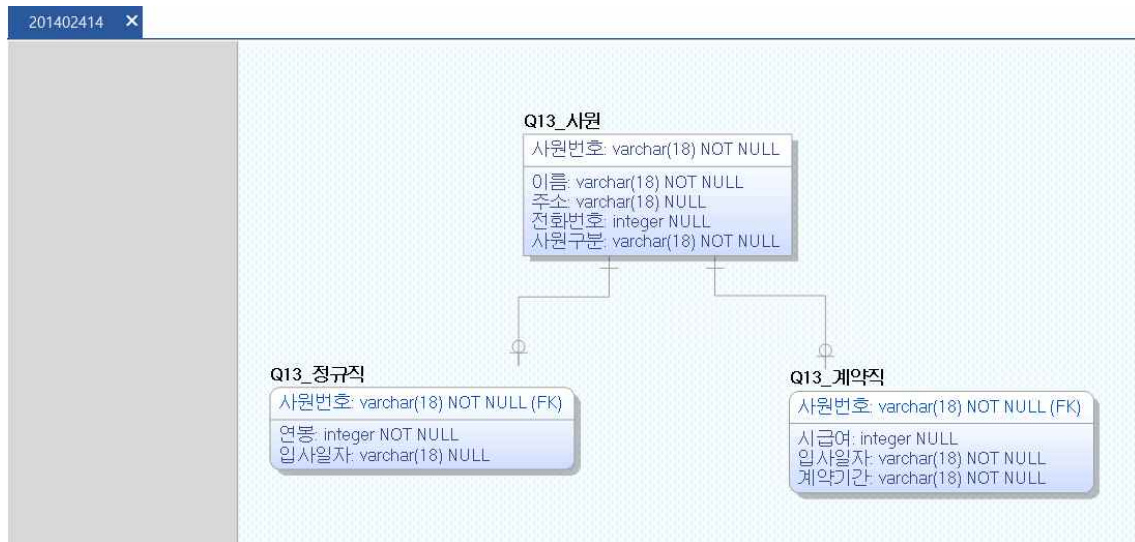 201402414 ×
Q13_사원
사원번호: varchar(18) NOT NULL
이름: varchar(18) NOT NULL
주소: varchar(18) NULL
전화번호: integer NULL
사원구분: varchar(18) NOT NULL
Q13_정규직
사원번호: varchar(18) NOT NULL (FK)
연봉: integer NOT NULL
입사일자: varchar(18) NULL
Q13_계약직
사원번호: varchar(18) NOT NULL (FK)
시급여: integer NULL
입사일자: varchar(18) NOT NULL
계약기간: varchar(18) NOT NULL